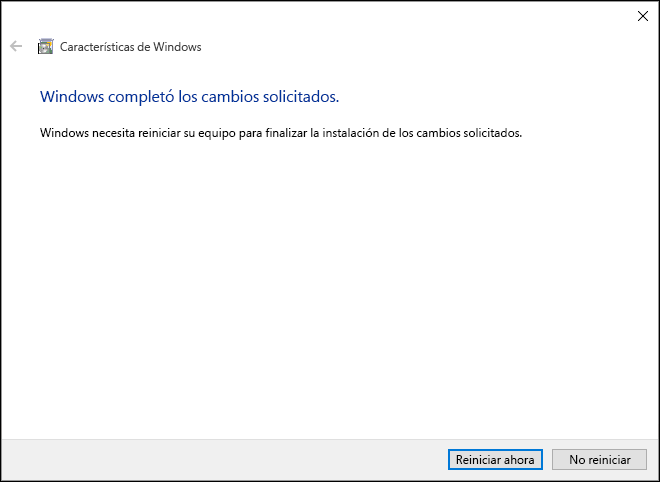 Características de Windows
Windows completó los cambios solicitados.
Windows necesita reiniciar su equipo para finalizar la instalación de los cambios solicitados.
Reiniciar ahora
No reiniciar